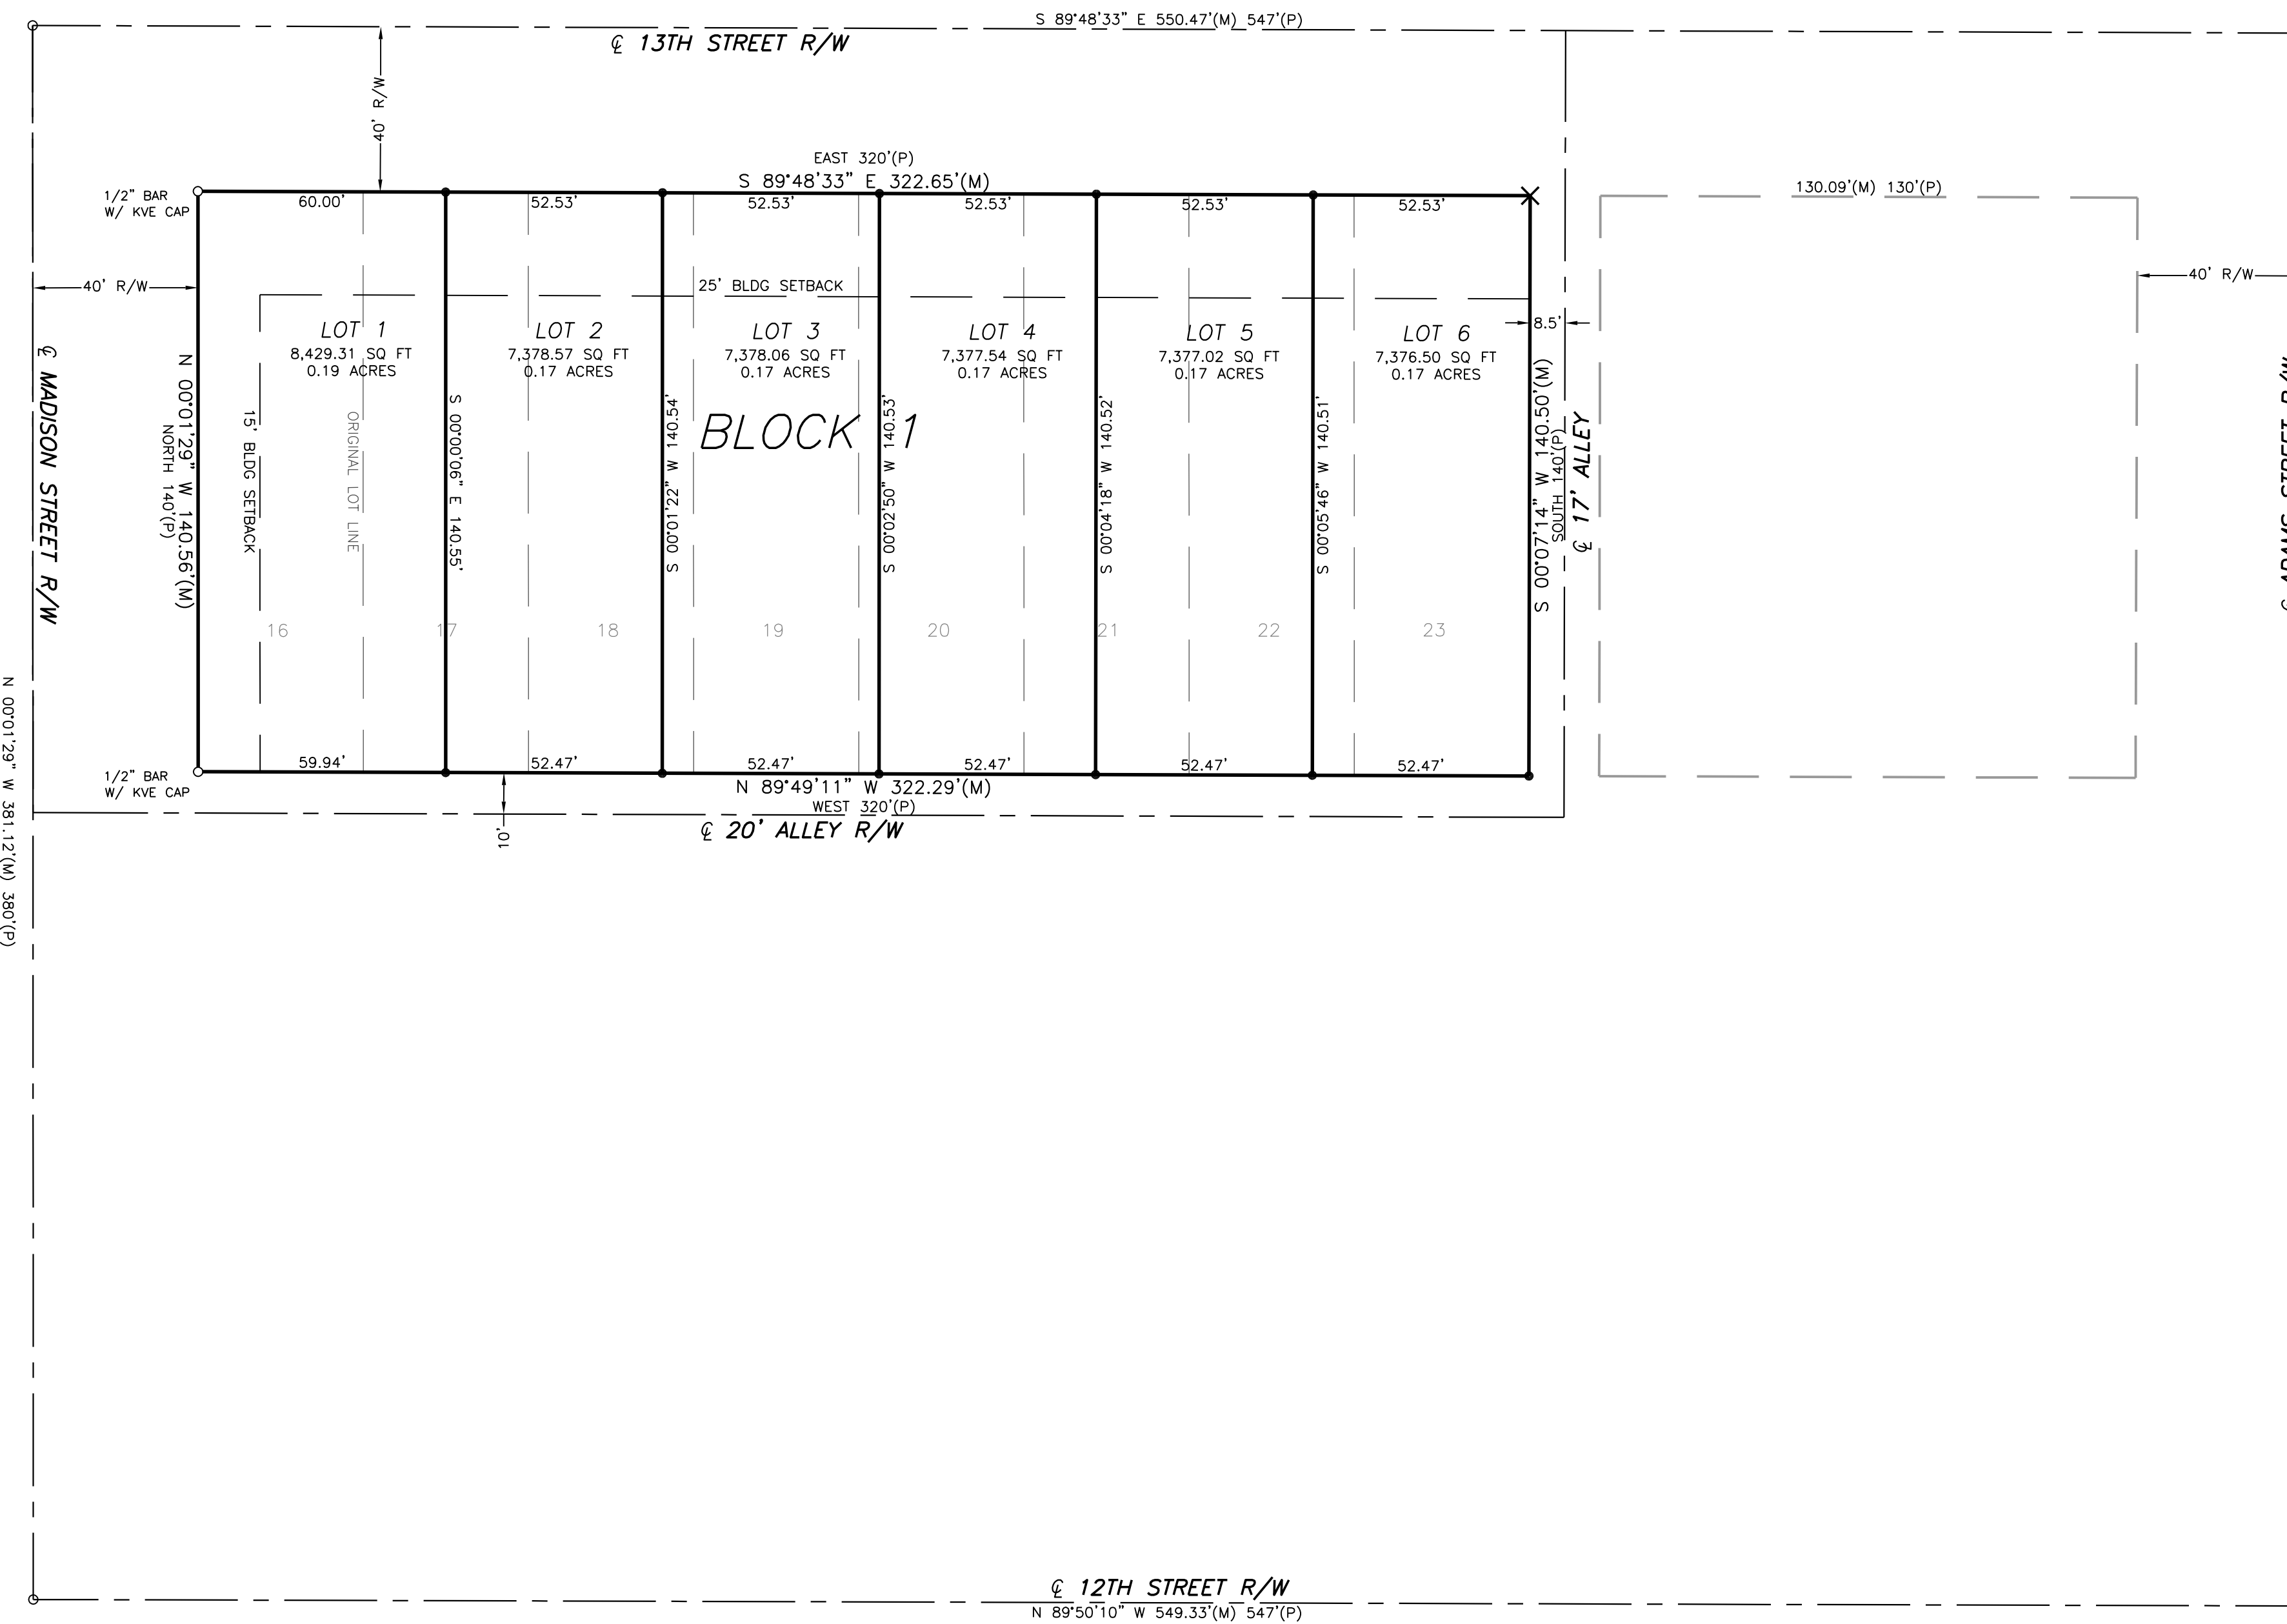 S 89°48'33" E 550.47'(M) 547'(P)
℄ 13TH STREET R/W
40' R/W
EAST 320'(P)
S 89°48'33" E 322.65'(M)
1/2" BAR
W/ KVE CAP
60.00'
52.53'
52.53'
52.53'
52.53'
52.53'
130.09'(M) 130'(P)
40' R/W
40' R/W
25' BLDG SETBACK
8.5'
LOT 1
8,429.31 SQ FT
0.19 ACRES
LOT 2
7,378.57 SQ FT
0.17 ACRES
LOT 3
7,378.06 SQ FT
0.17 ACRES
LOT 4
7,377.54 SQ FT
0.17 ACRES
LOT 5
7,377.02 SQ FT
0.17 ACRES
LOT 6
7,376.50 SQ FT
0.17 ACRES
BLOCK 1
℄ MADISON STREET R/W
N 00°01'29" W 140.56'(M)
NORTH 140'(P)
15' BLDG SETBACK
ORIGINAL LOT LINE
S 00°00'06" E 140.55'
S 00°01'22" W 140.54'
S 00°02'50" W 140.53'
S 00°04'18" W 140.52'
S 00°05'46" W 140.51'
S 00°07'14" W 140.50'(M)
SOUTH 140'(P)
℄ 17' ALLEY
16
17
18
19
20
21
22
23
N 00°01'29" W 381.12'(M) 380'(P)
1/2" BAR
W/ KVE CAP
59.94'
52.47'
52.47'
52.47'
52.47'
52.47'
N 89°49'11" W 322.29'(M)
WEST 320'(P)
℄ 20' ALLEY R/W
10'
℄ 12TH STREET R/W
N 89°50'10" W 549.33'(M) 547'(P)